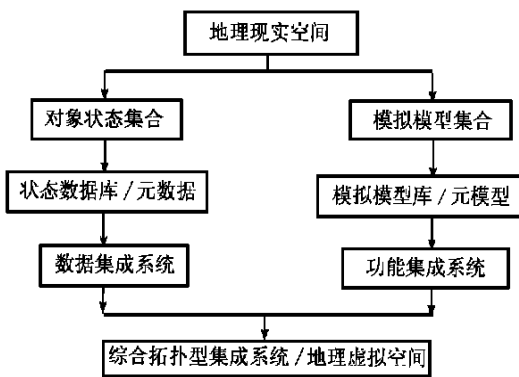 地理现实空间
对象状态集合
模拟模型集合
状态数据库/元数据
模拟模型库/元模型
数据集成系统
功能集成系统
综合拓扑型集成系统/地理虚拟空间